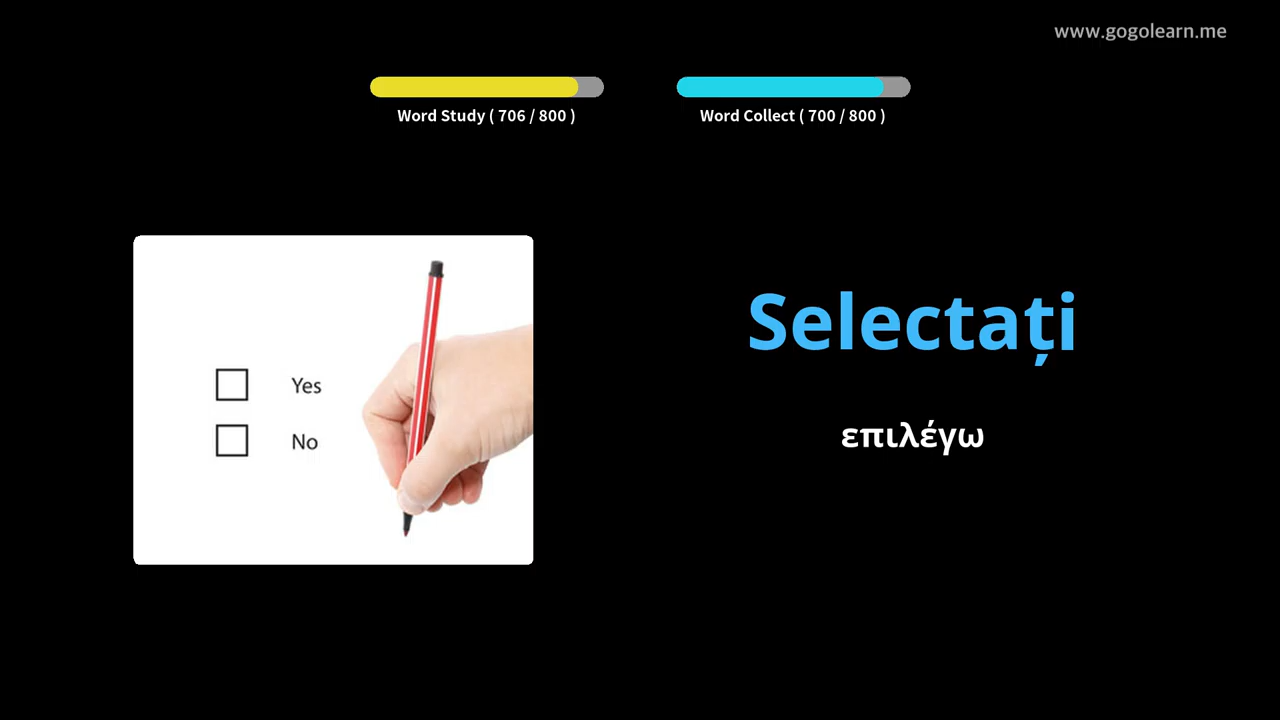 www.gogolearn.me
Word Study ( 706 / 800 )
Word Collect ( 700 / 800 )
Yes
No
Selectați
επιλέγω